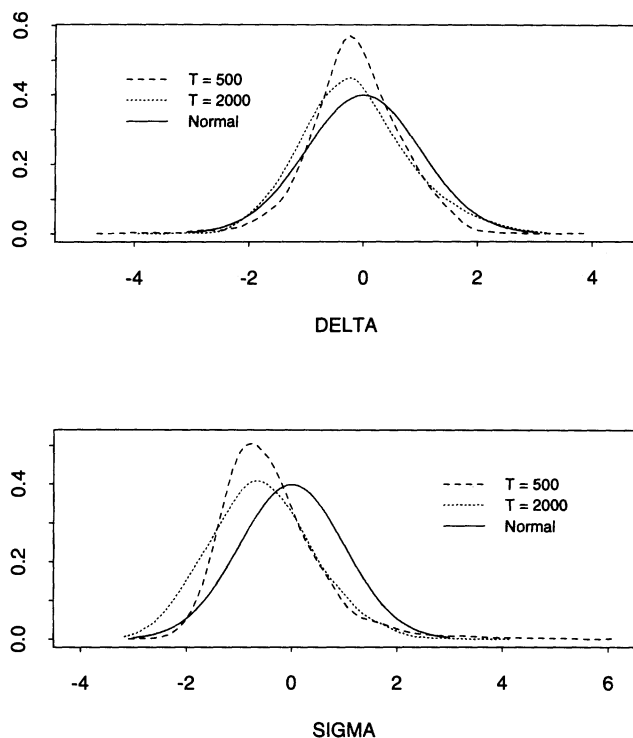 0.6
0.4
0.2
0.0
T = 500
T = 2000
Normal
-4 -2 0 2 4
DELTA
0.4
0.2
0.0
T = 500
T = 2000
Normal
-4 -2 0 2 4 6
SIGMA